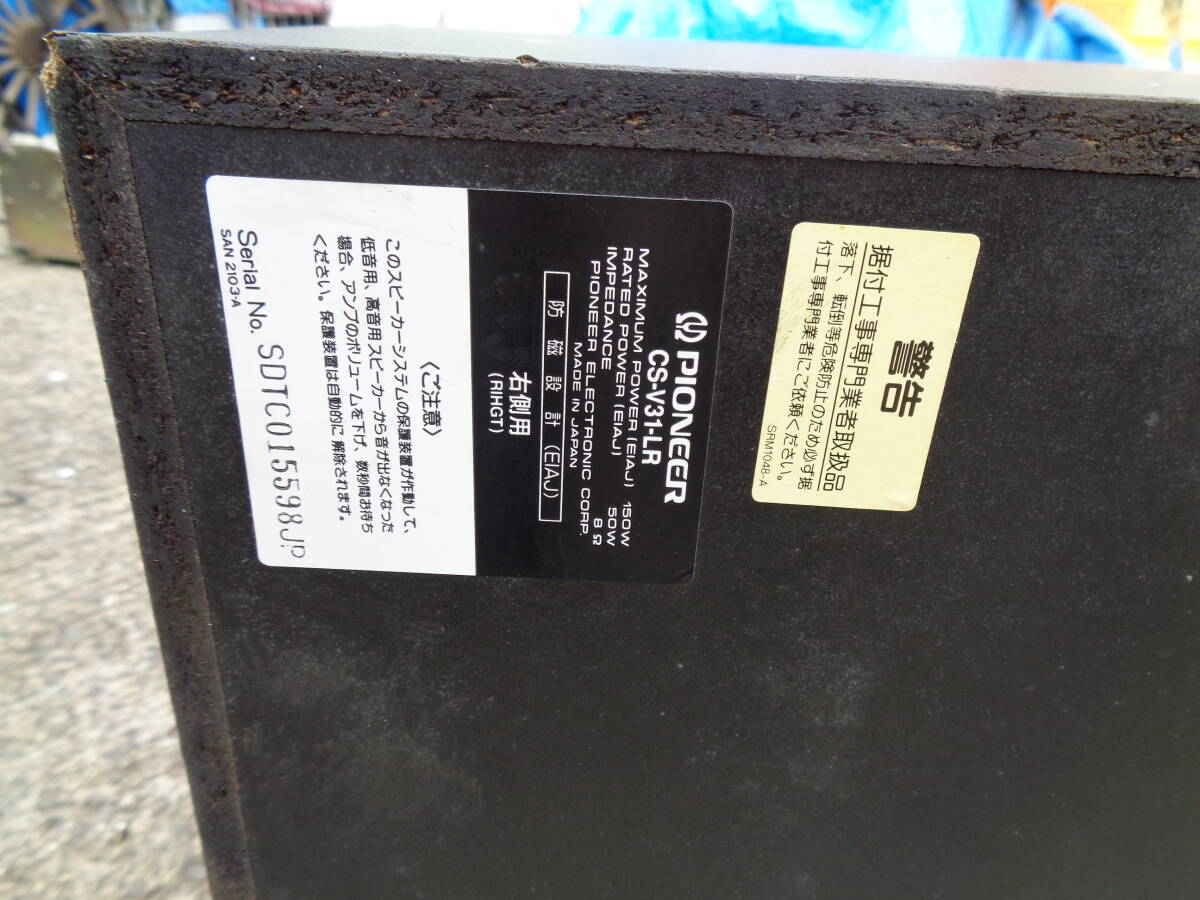 警告
据付工事専門業者取扱品
落下、転倒等危険防止のため必ず据
付工事専門業者にご依頼ください。
SRM1048-A
PIONEER
CS-V31-LR
MAXIMUM POWER (EIAJ) 150W
RATED POWER (EIAJ) 50W
IMPEDANCE 8Ω
PIONEER ELECTRONIC CORP.
MADE IN JAPAN
防磁設計(EIAJ)
右側用
(RIHGT)
〈ご注意〉
このスピーカーシステムの保護装置が作動して、
低音用、高音用スピーカーから音が出なくなった
場合、アンプのボリュームを下げ、数秒間お待ち
ください。保護装置は自動的に解除されます。
Serial No. SDTC015598JP
SAN 2103-A